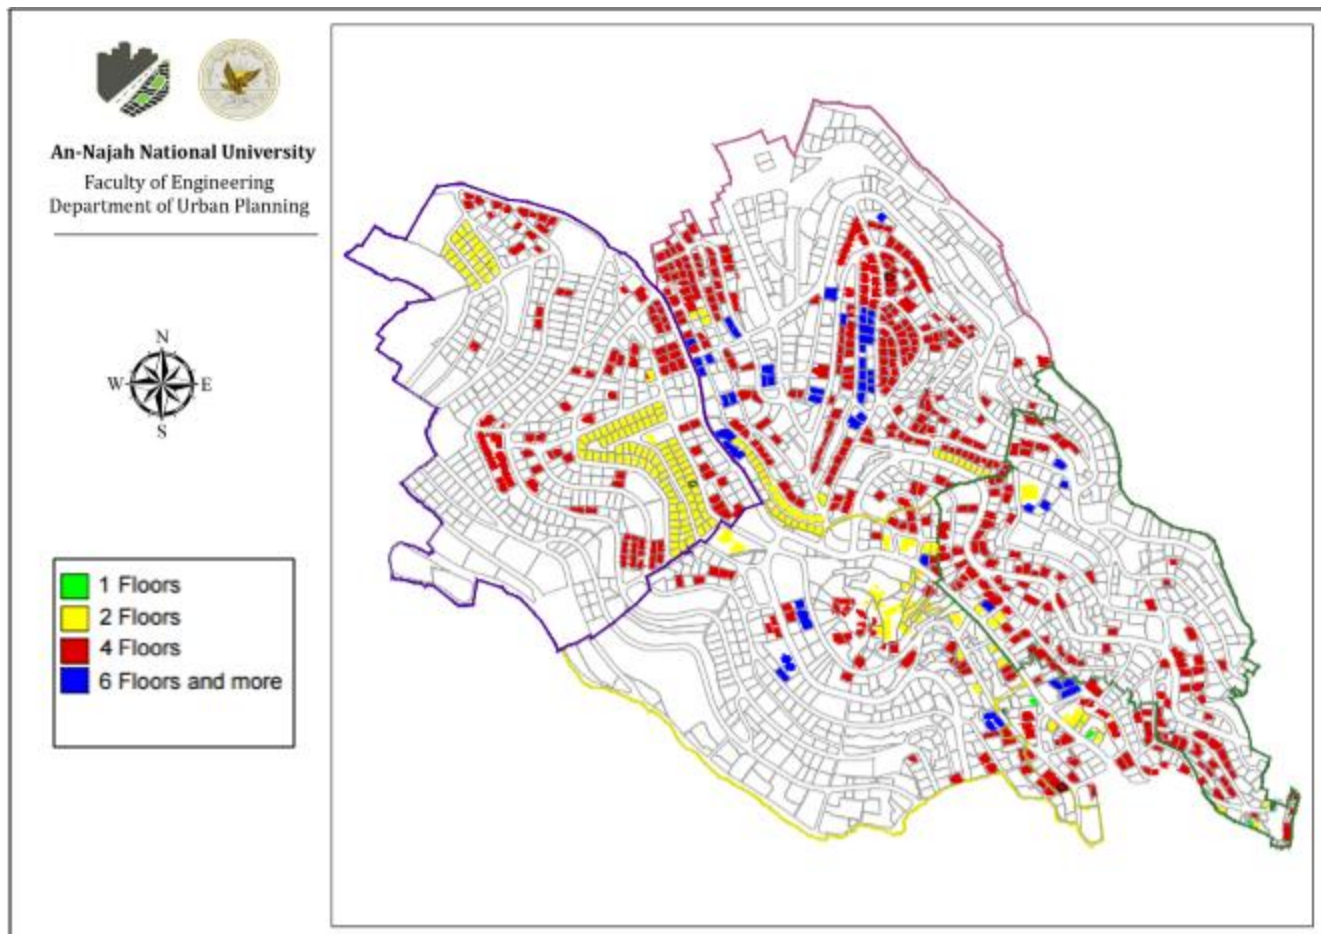 An-Najah National University
Faculty of Engineering
Department of Urban Planning
N
W
E
S
1 Floors
2 Floors
4 Floors
6 Floors and more